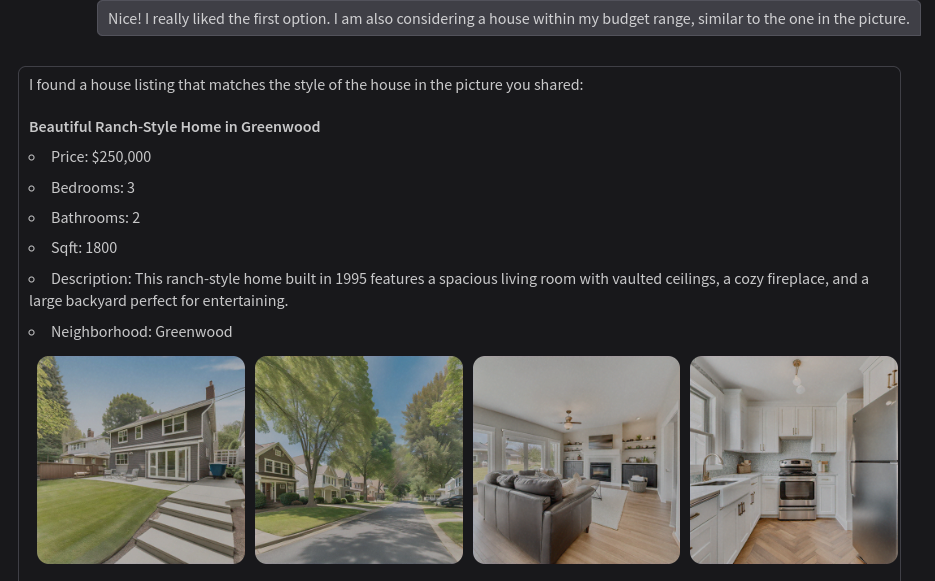 Nice! I really liked the first option. I am also considering a house within my budget range, similar to the one in the picture.
I found a house listing that matches the style of the house in the picture you shared:
Beautiful Ranch-Style Home in Greenwood
Price: $250,000
Bedrooms: 3
Bathrooms: 2
Sqft: 1800
Description: This ranch-style home built in 1995 features a spacious living room with vaulted ceilings, a cozy fireplace, and a
large backyard perfect for entertaining.
Neighborhood: Greenwood